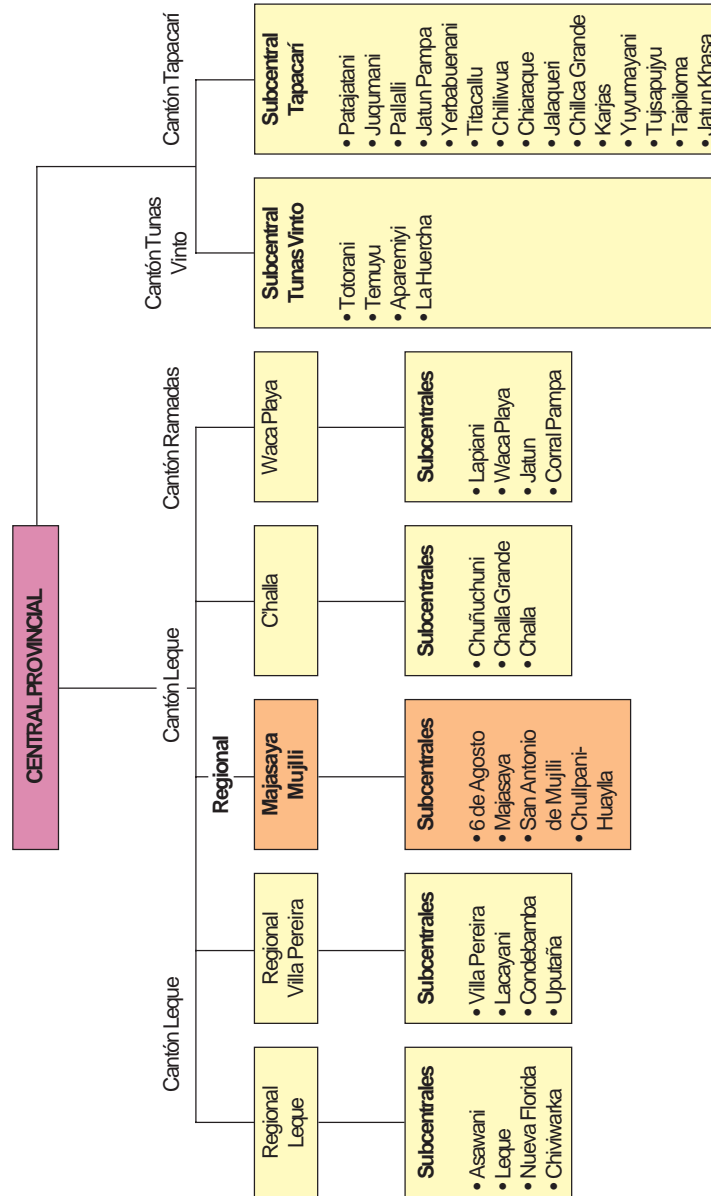 CENTRAL PROVINCIAL
Cantón Leque
Cantón Leque
Cantón Ramadas
Cantón Tunas
Vinto
Cantón Tapacarí
Regional
Leque
Regional
Villa Pereira
Regional
Majasaya
Mujlli
C'halla
Waca Playa
Subcentrales
• Asawani
• Leque
• Nueva Florida
• Chiviwarka
Subcentrales
• Villa Pereira
• Lacayani
• Condebamba
• Uputaña
Subcentrales
• 6 de Agosto
• Majasaya
• San Antonio
de Mujlli
• Chullpani-
Huaylla
Subcentrales
• Chuñuchuni
• Challa Grande
• Challa
Subcentrales
• Lapiani
• Waca Playa
• Jatun
• Corral Pampa
Subcentral
Tunas Vinto
• Totorani
• Temuyu
• Aparemiyi
• La Huercha
Subcentral
Tapacarí
• Patajatani
• Juqumani
• Pallalli
• Jatun Pampa
• Yerbabuenani
• Titacallu
• Chilliwua
• Chiaraque
• Jalaqueri
• Chillca Grande
• Karjas
• Yuyumayani
• Tujsapujyu
• Taipiloma
• Jatun Khasa